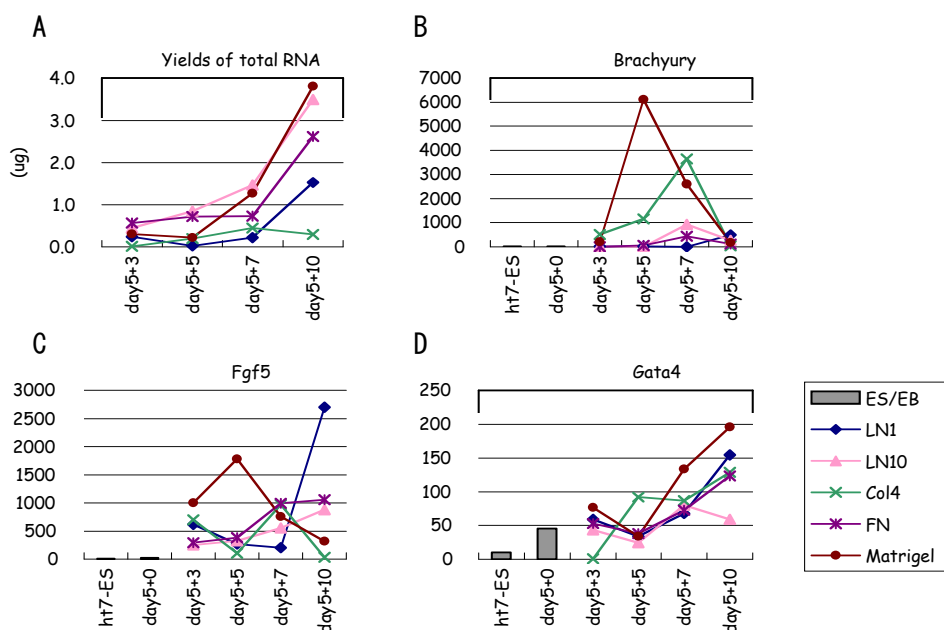 A
Yields of total RNA
(ug)
4.0
3.0
2.0
1.0
0.0
day5+3
day5+5
day5+7
day5+10
B
Brachyury
7000
6000
5000
4000
3000
2000
1000
0
ht7-ES
day5+0
day5+3
day5+5
day5+7
day5+10
C
Fgf5
3000
2500
2000
1500
1000
500
0
ht7-ES
day5+0
day5+3
day5+5
day5+7
day5+10
D
Gata4
250
200
150
100
50
0
ht7-ES
day5+0
day5+3
day5+5
day5+7
day5+10
ES/EB
LN1
LN10
Col4
FN
Matrigel